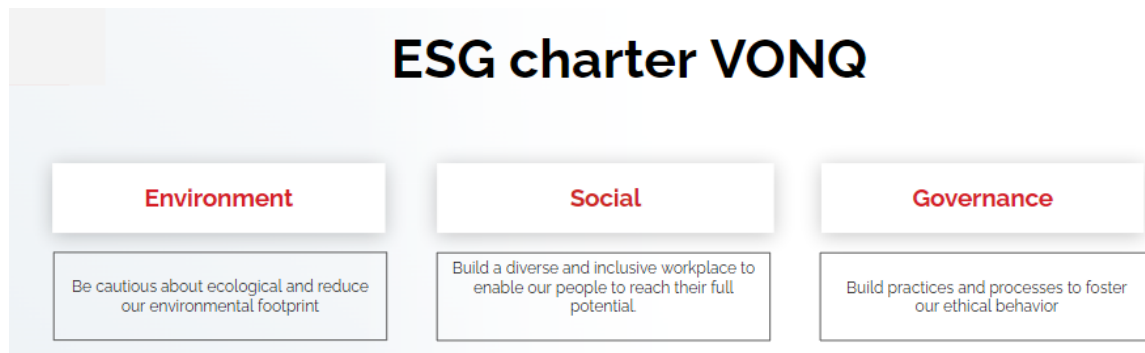 ESG charter VONQ
Environment
Social
Governance
Be cautious about ecological and reduce
our environmental footprint
Build a diverse and inclusive workplace to
enable our people to reach their full
potential.
Build practices and processes to foster
our ethical behavior